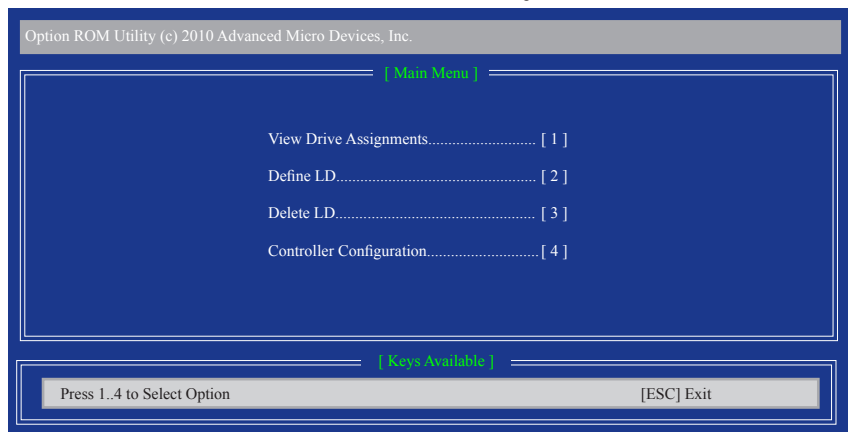 Option ROM Utility (c) 2010 Advanced Micro Devices, Inc.
[ Main Menu ]
View Drive Assignments.......................... [ 1 ]
Define LD.................................................. [ 2 ]
Delete LD.................................................. [ 3 ]
Controller Configuration............................[ 4 ]
[ Keys Available ]
Press 1..4 to Select Option [ESC] Exit